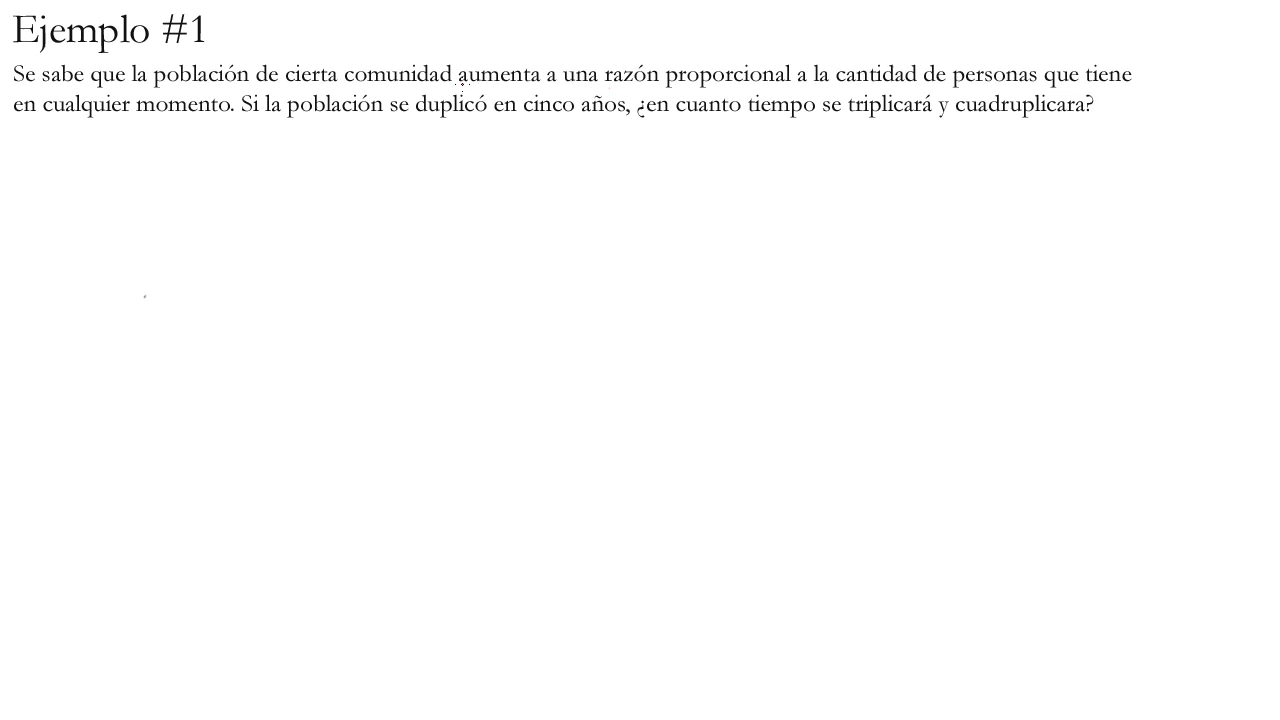 Ejemplo #1
Se sabe que la población de cierta comunidad aumenta a una razón proporcional a la cantidad de personas que tiene
en cualquier momento. Si la población se duplicó en cinco años, ¿en cuanto tiempo se triplicará y cuadruplicara?